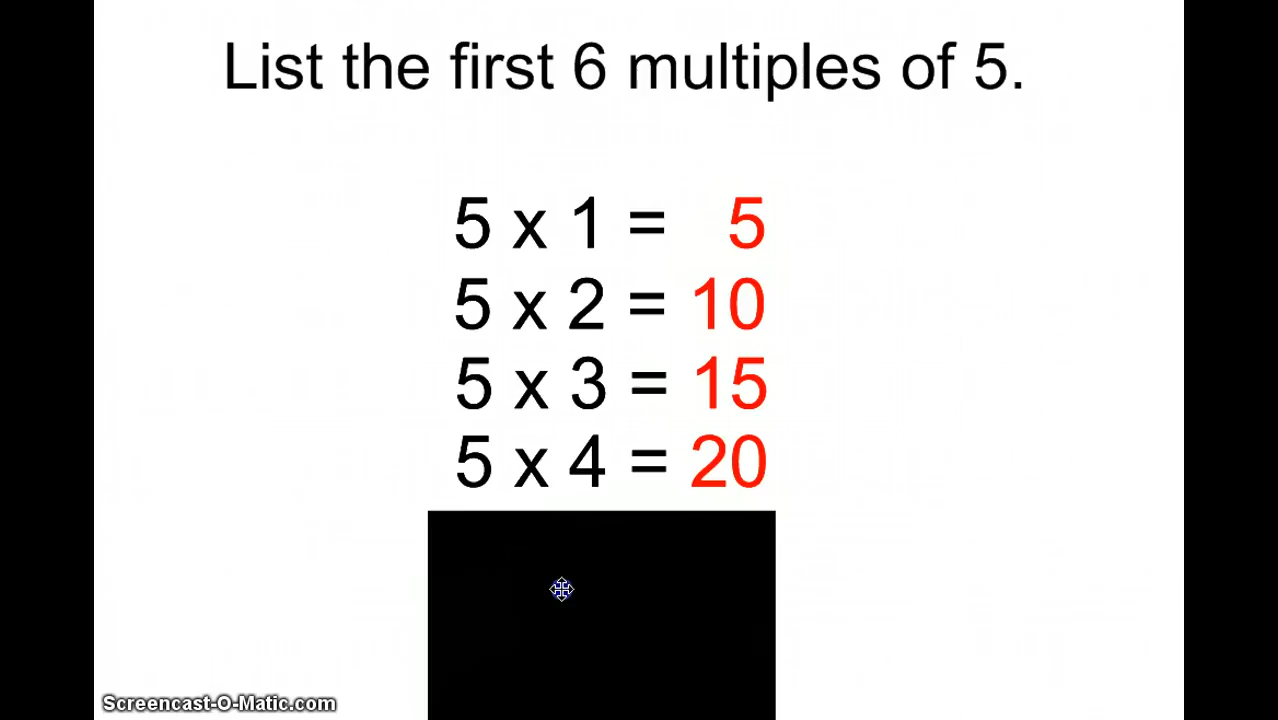 List the first 6 multiples of 5.
5 x 1 = 5
5 x 2 = 10
5 x 3 = 15
5 x 4 = 20
Screencast-O-Matic.com